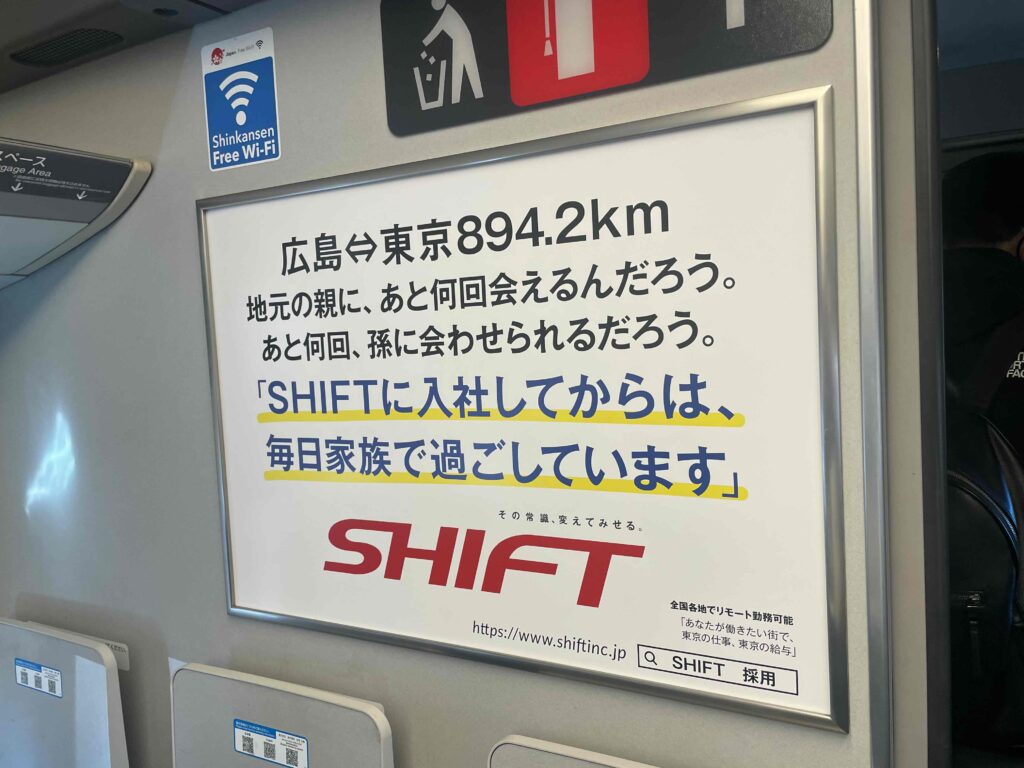 Japan. Free Wi-Fi
Shinkansen
Free Wi-Fi
スペース
ggage Area
広島⇔東京894.2km
地元の親に、あと何回会えるんだろう。
あと何回、孫に会わせられるだろう。
「SHIFTに入社してからは、
毎日家族で過ごしています」
その常識、変えてみせる。
SHIFT
https://www.shiftinc.jp
全国各地でリモート勤務可能
「あなたが働きたい街で、
東京の仕事、東京の給与」
SHIFT 採用